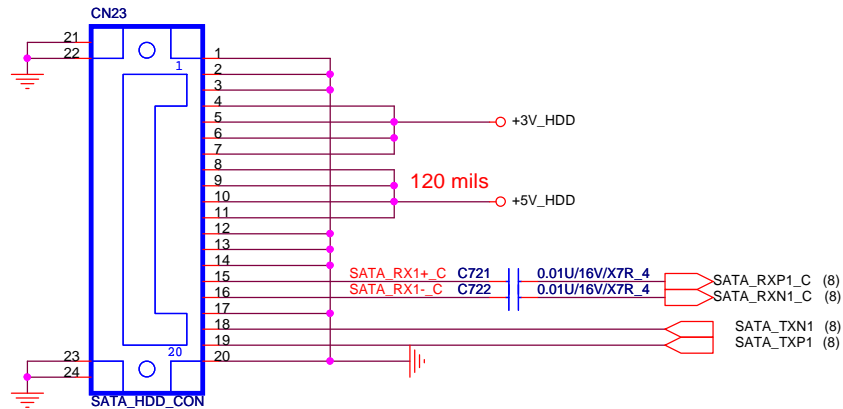 CN23
21
22
1
1
2
3
4
5
+3V_HDD
6
7
8
9
120 mils
10
+5V_HDD
11
12
13
14
15 SATA_RX1+_C C721 0.01U/16V/X7R_4 SATA_RXP1_C (8)
16 SATA_RX1-_C C722 0.01U/16V/X7R_4 SATA_RXN1_C (8)
17
18 SATA_TXN1 (8)
19 SATA_TXP1 (8)
23
20
20
24
SATA_HDD_CON